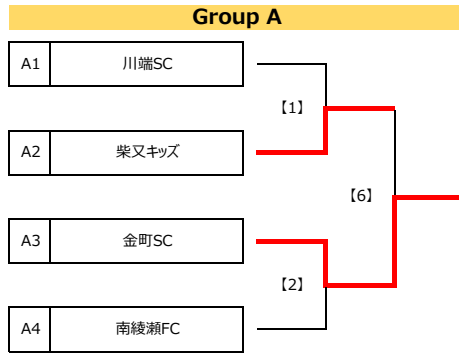 Group A
A1 川端SC
【1】
A2 柴又キッズ
【6】
A3 金町SC
【2】
A4 南綾瀬FC